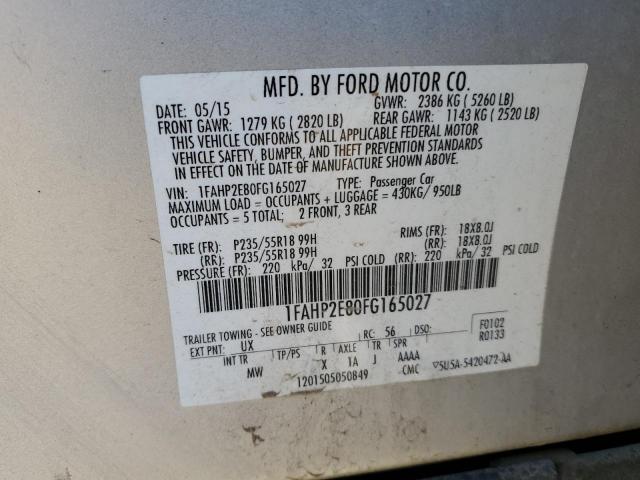 MFD. BY FORD MOTOR CO.
DATE: 05/15 GVWR: 2386 KG ( 5260 LB)
FRONT GAWR: 1279 KG ( 2820 LB) REAR GAWR: 1143 KG ( 2520 LB)
THIS VEHICLE CONFORMS TO ALL APPLICABLE FEDERAL MOTOR
VEHICLE SAFETY, BUMPER, AND THEFT PREVENTION STANDARDS
IN EFFECT ON THE DATE OF MANUFACTURE SHOWN ABOVE.
VIN: 1FAHP2E80FG165027 TYPE: Passenger Car
MAXIMUM LOAD = OCCUPANTS + LUGGAGE = 430KG/ 950LB
OCCUPANTS = 5 TOTAL; 2 FRONT, 3 REAR
TIRE (FR): P235/55R18 99H RIMS (FR): 18X8.0J
(RR): P235/55R18 99H (RR): 18X8.0J
PRESSURE (FR): 220 kPa/ 32 PSI COLD (RR): 220 kPa/ 32 PSI COLD
1FAHP2E80FG165027
TRAILER TOWING - SEE OWNER GUIDE
EXT PNT: UX RC: 56 DSO: F0102
R0133
INT TR TP/PS R AXLE TR SPR
MW X 1A J AAAA
1201505050849 CMC ▽5U5A-5420472-AA